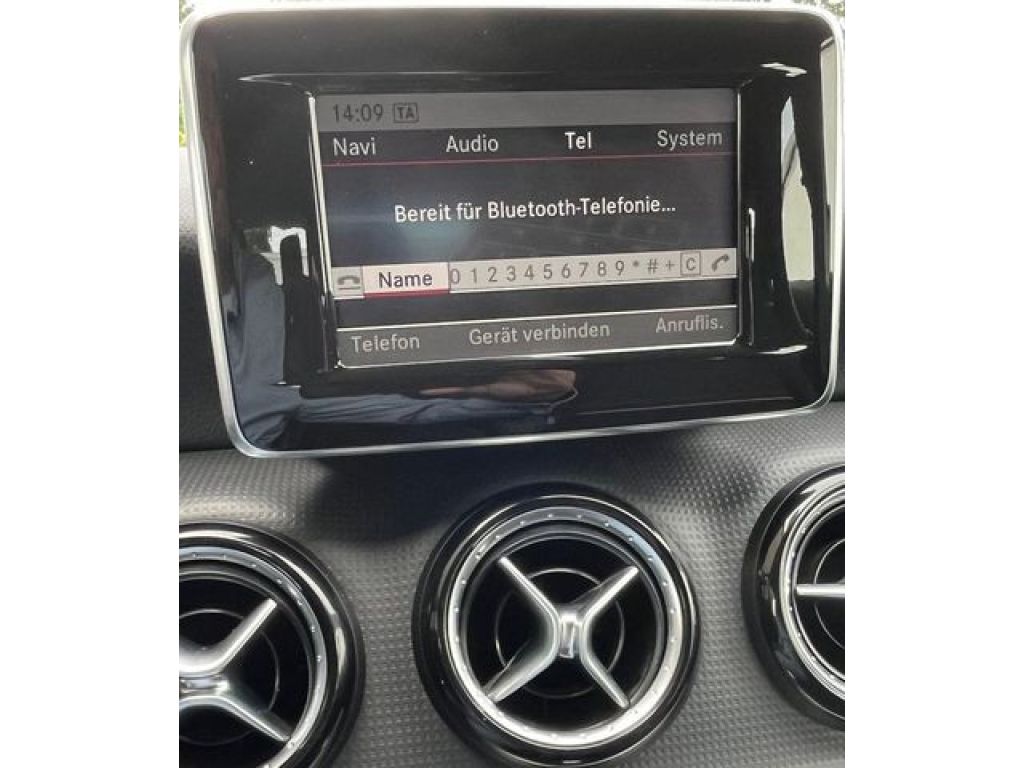 14:09 TA
Navi Audio Tel System
Bereit für Bluetooth-Telefonie...
Name 0 1 2 3 4 5 6 7 8 9 * # + C
Telefon Gerät verbinden Anruflis.